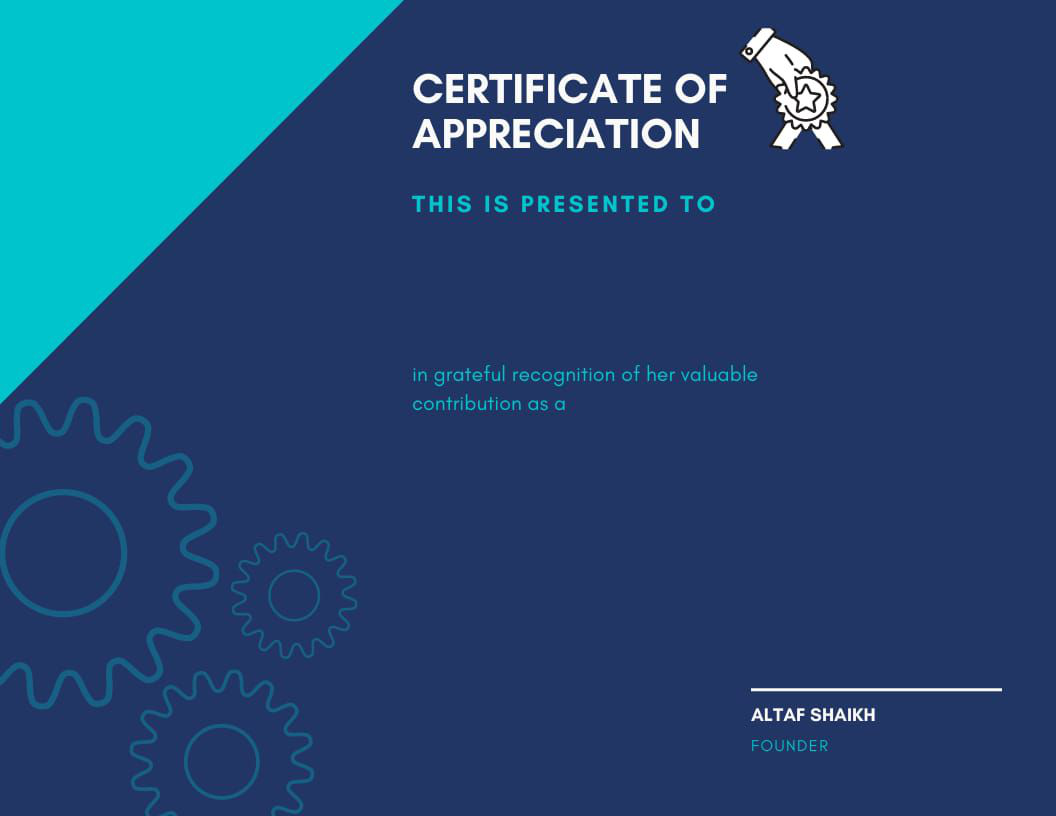 CERTIFICATE OF
APPRECIATION
THIS IS PRESENTED TO
in grateful recognition of her valuable
contribution as a
ALTAF SHAIKH
FOUNDER